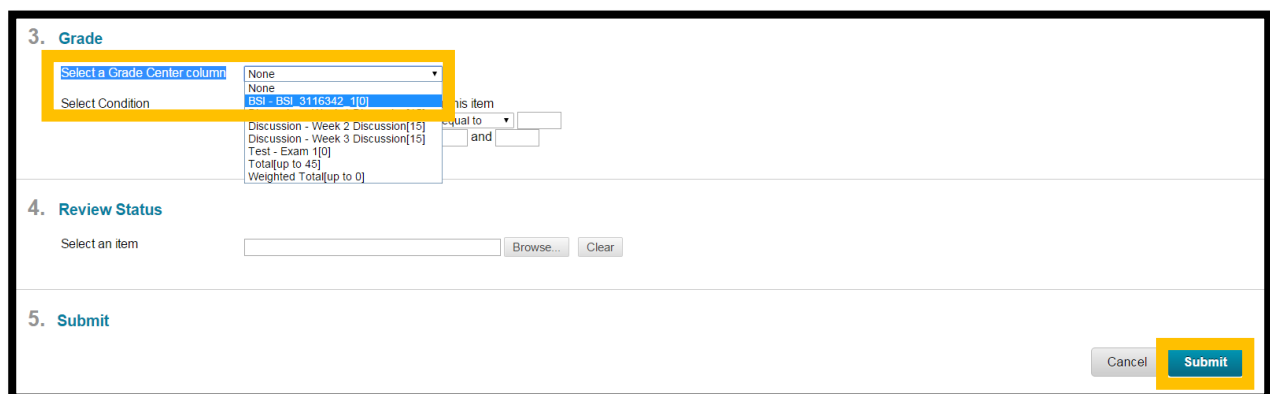 3. Grade
Select a Grade Center column None
None
BSI - BSI_3116342_1[0]
Select Condition his item
Discussion - Week 2 Discussion[15] equal to
Discussion - Week 3 Discussion[15] and
Test - Exam 1[0]
Total[up to 45]
Weighted Total[up to 0]
4. Review Status
Select an item Browse... Clear
5. Submit
Cancel Submit